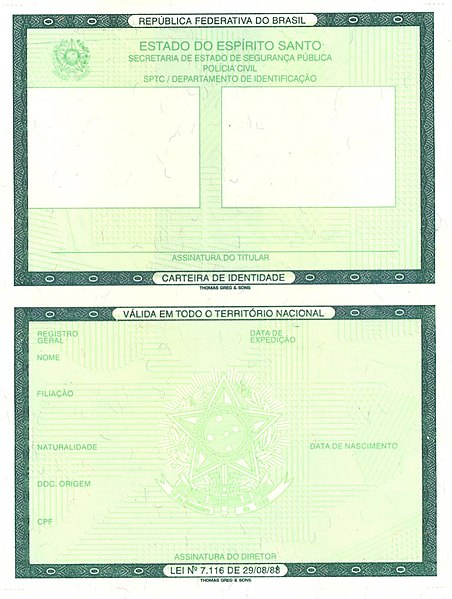 REPÚBLICA FEDERATIVA DO BRASIL
ESTADO DO ESPÍRITO SANTO
SECRETARIA DE ESTADO DE SEGURANÇA PÚBLICA
POLÍCIA CIVIL
SPTC / DEPARTAMENTO DE IDENTIFICAÇÃO
ASSINATURA DO TITULAR
CARTEIRA DE IDENTIDADE
THOMAS GREG & SONS
VÁLIDA EM TODO O TERRITÓRIO NACIONAL
REGISTRO GERAL
DATA DE EXPEDIÇÃO
NOME
FILIAÇÃO
NATURALIDADE
DATA DE NASCIMENTO
DOC. ORIGEM
CPF
ASSINATURA DO DIRETOR
LEI Nº 7.116 DE 29/08/83
THOMAS GREG & SONS